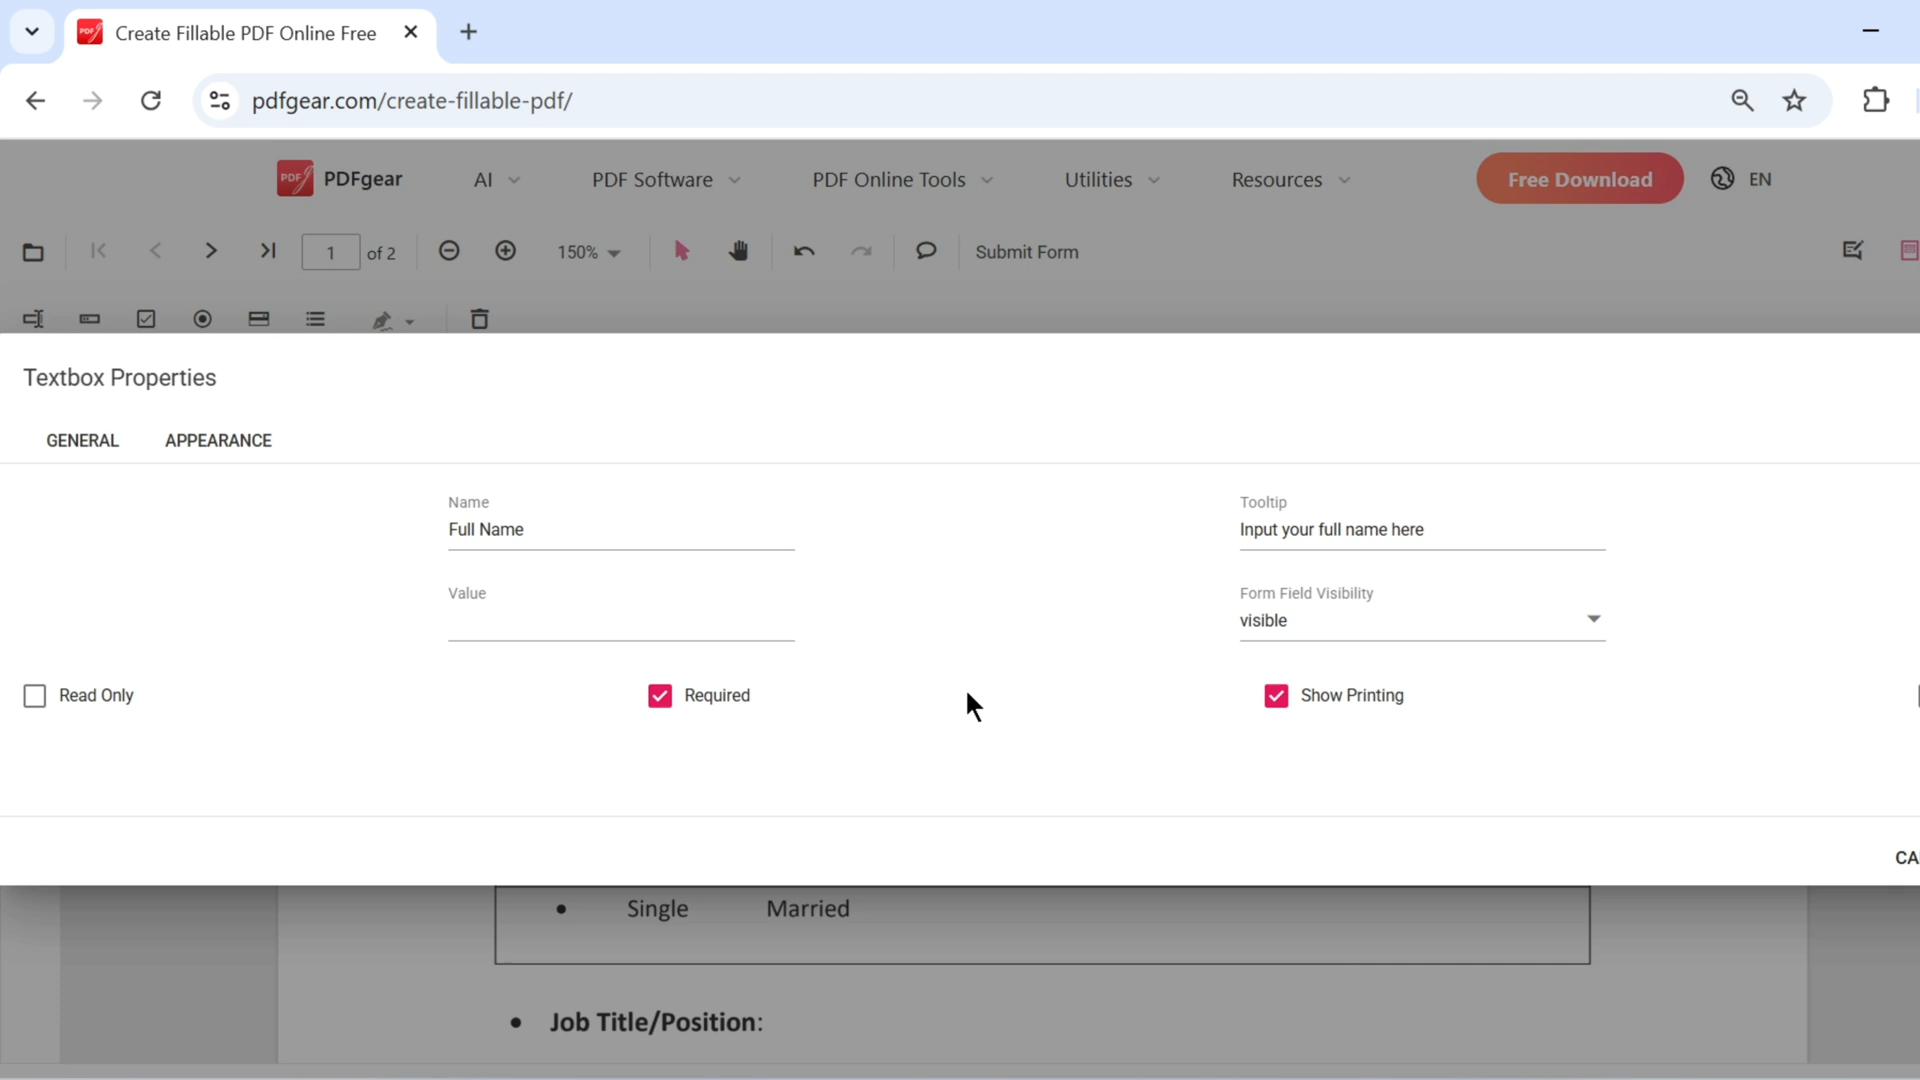 Create Fillable PDF Online Free
pdfgear.com/create-fillable-pdf/
PDF PDFgear AI PDF Software PDF Online Tools Utilities Resources Free Download EN
1 of 2 150% Submit Form
Textbox Properties
GENERAL APPEARANCE
Name Tooltip
Full Name Input your full name here
Value Form Field Visibility
visible
Read Only Required Show Printing
CA
• Single Married
• Job Title/Position: